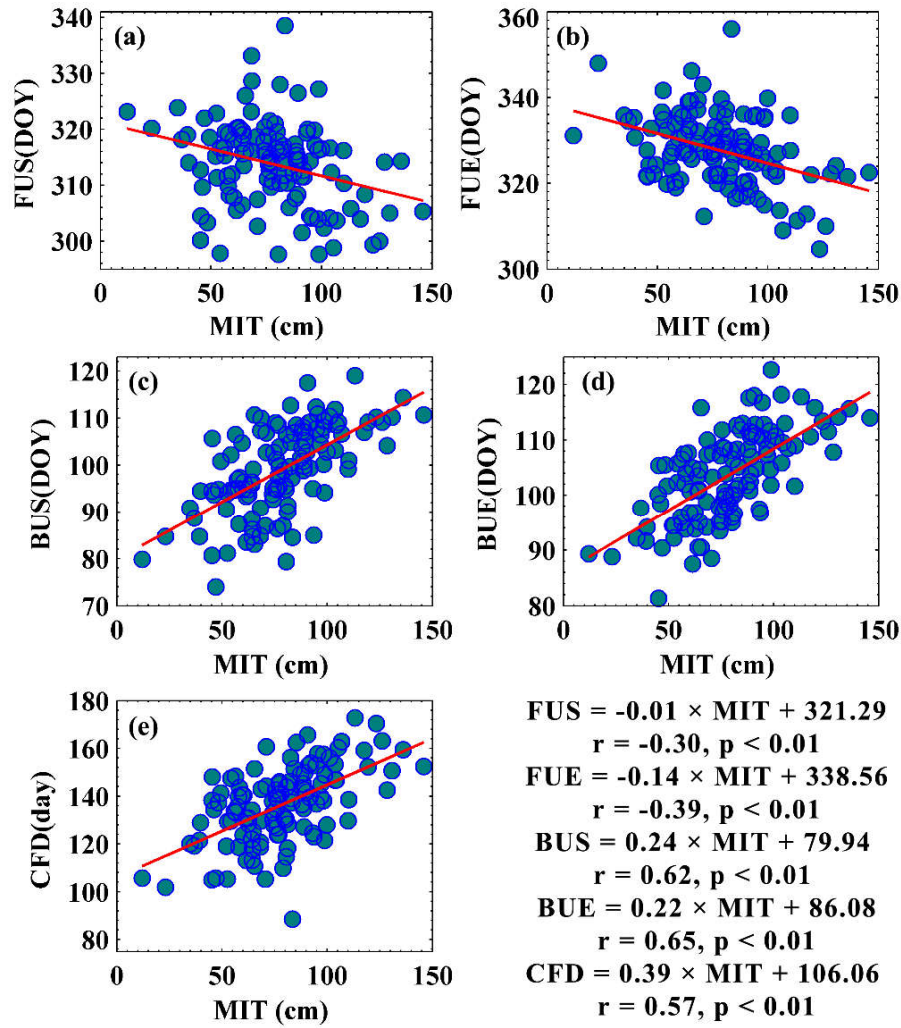 (a)
340
330
320
310
300
FUS(DOY)
0 50 100 150
MIT (cm)
(b)
360
340
320
300
FUE(DOY)
0 50 100 150
MIT (cm)
(c)
120
110
100
90
80
70
BUS(DOY)
0 50 100 150
MIT (cm)
(d)
120
110
100
90
80
BUE(DOY)
0 50 100 150
MIT (cm)
(e)
180
160
140
120
100
80
CFD(day)
0 50 100 150
MIT (cm)
FUS = -0.01 × MIT + 321.29
r = -0.30, p < 0.01
FUE = -0.14 × MIT + 338.56
r = -0.39, p < 0.01
BUS = 0.24 × MIT + 79.94
r = 0.62, p < 0.01
BUE = 0.22 × MIT + 86.08
r = 0.65, p < 0.01
CFD = 0.39 × MIT + 106.06
r = 0.57, p < 0.01